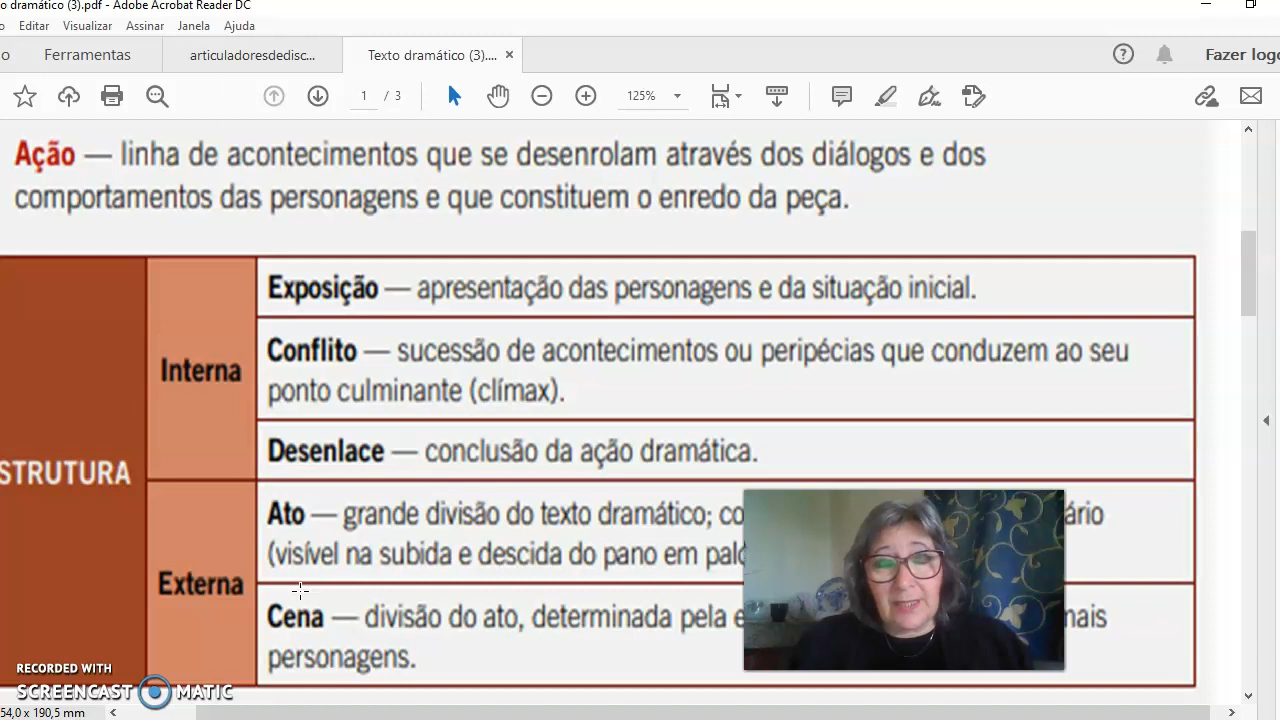 o dramático (3).pdf - Adobe Acrobat Reader DC
o Editar Visualizar Assinar Janela Ajuda
o Ferramentas articuladoresdedisc... Texto dramático (3).... × Fazer logo
1 / 3 125%
Ação — linha de acontecimentos que se desenrolam através dos diálogos e dos
comportamentos das personagens e que constituem o enredo da peça.
Exposição — apresentação das personagens e da situação inicial.
Conflito — sucessão de acontecimentos ou peripécias que conduzem ao seu
ponto culminante (clímax).
Interna
Desenlace — conclusão da ação dramática.
STRUTURA
Ato — grande divisão do texto dramático; co ário
(visível na subida e descida do pano em palc
Externa
Cena — divisão do ato, determinada pela e mais
personagens.
RECORDED WITH
SCREENCAST MATIC
54,0 x 190,5 mm